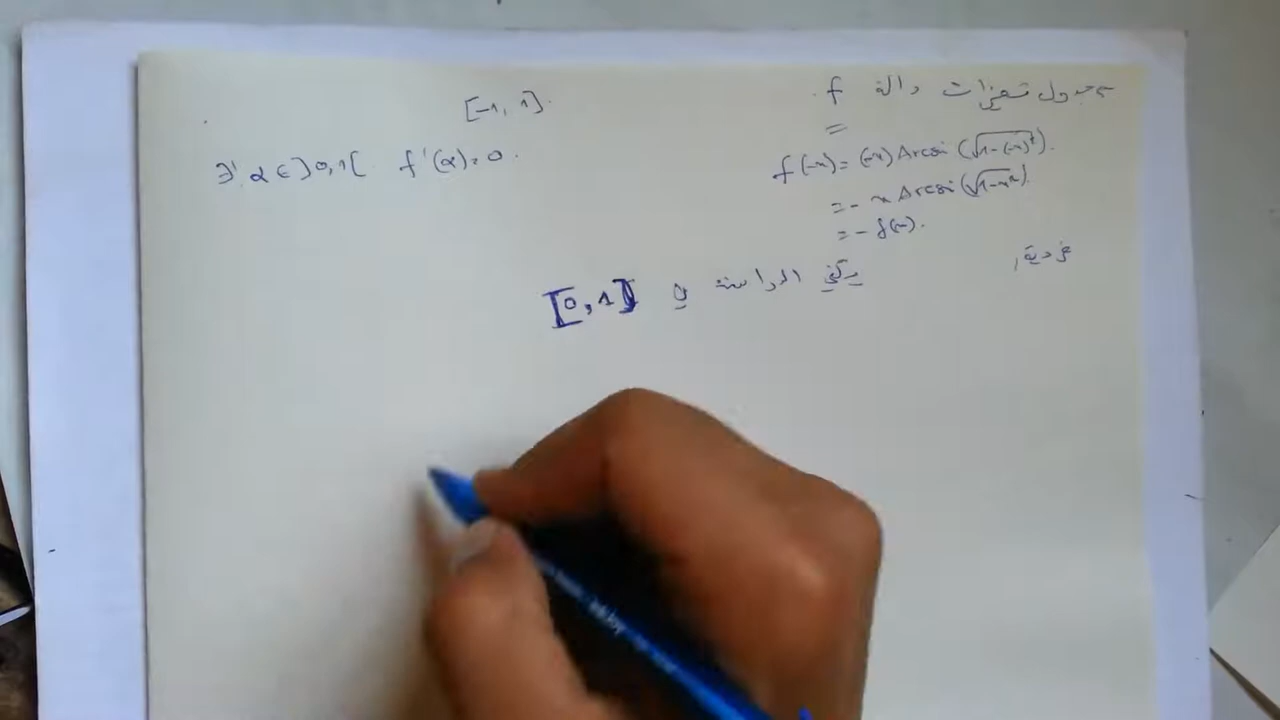 جدول تغيرات دالة f
[-1, 1].
∃! α ∈ ]0,1[ f'(α)=0.
=
f(-x) = (-x) Arcsin (√1-(-x)²).
= - x Arcsin (√1-x²).
= - f(x).
فردية,
يكفي الدراسة في [0,1]